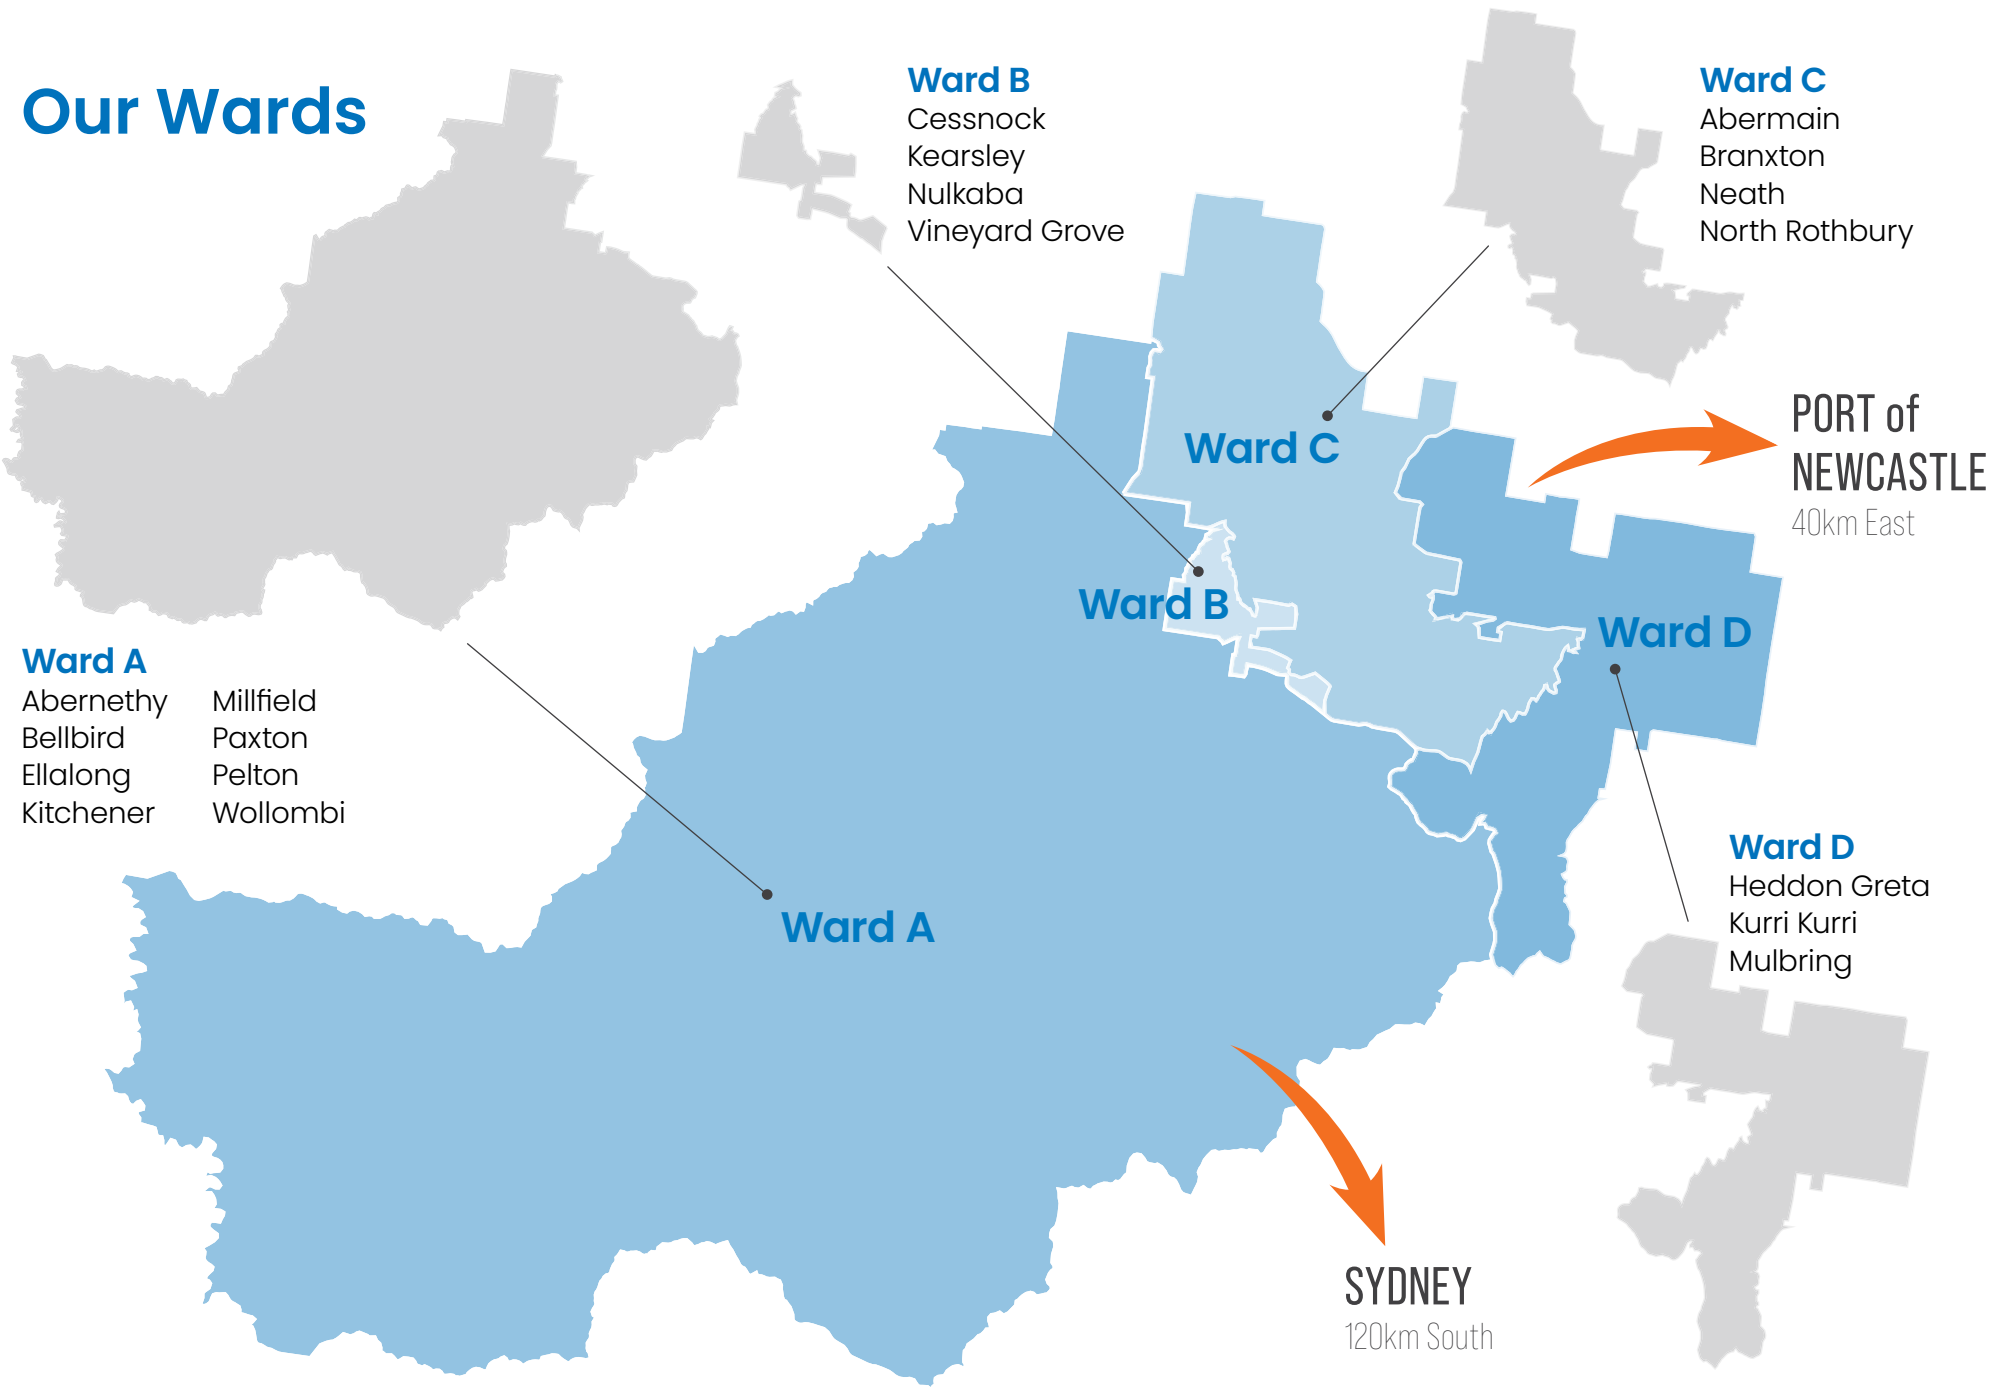 Our Wards
Ward B
Cessnock
Kearsley
Nulkaba
Vineyard Grove
Ward C
Abermain
Branxton
Neath
North Rothbury
PORT of
NEWCASTLE
40km East
Ward C
Ward B
Ward D
Ward A
Abernethy
Bellbird
Ellalong
Kitchener
Millfield
Paxton
Pelton
Wollombi
Ward A
Ward D
Heddon Greta
Kurri Kurri
Mulbring
SYDNEY
120km South